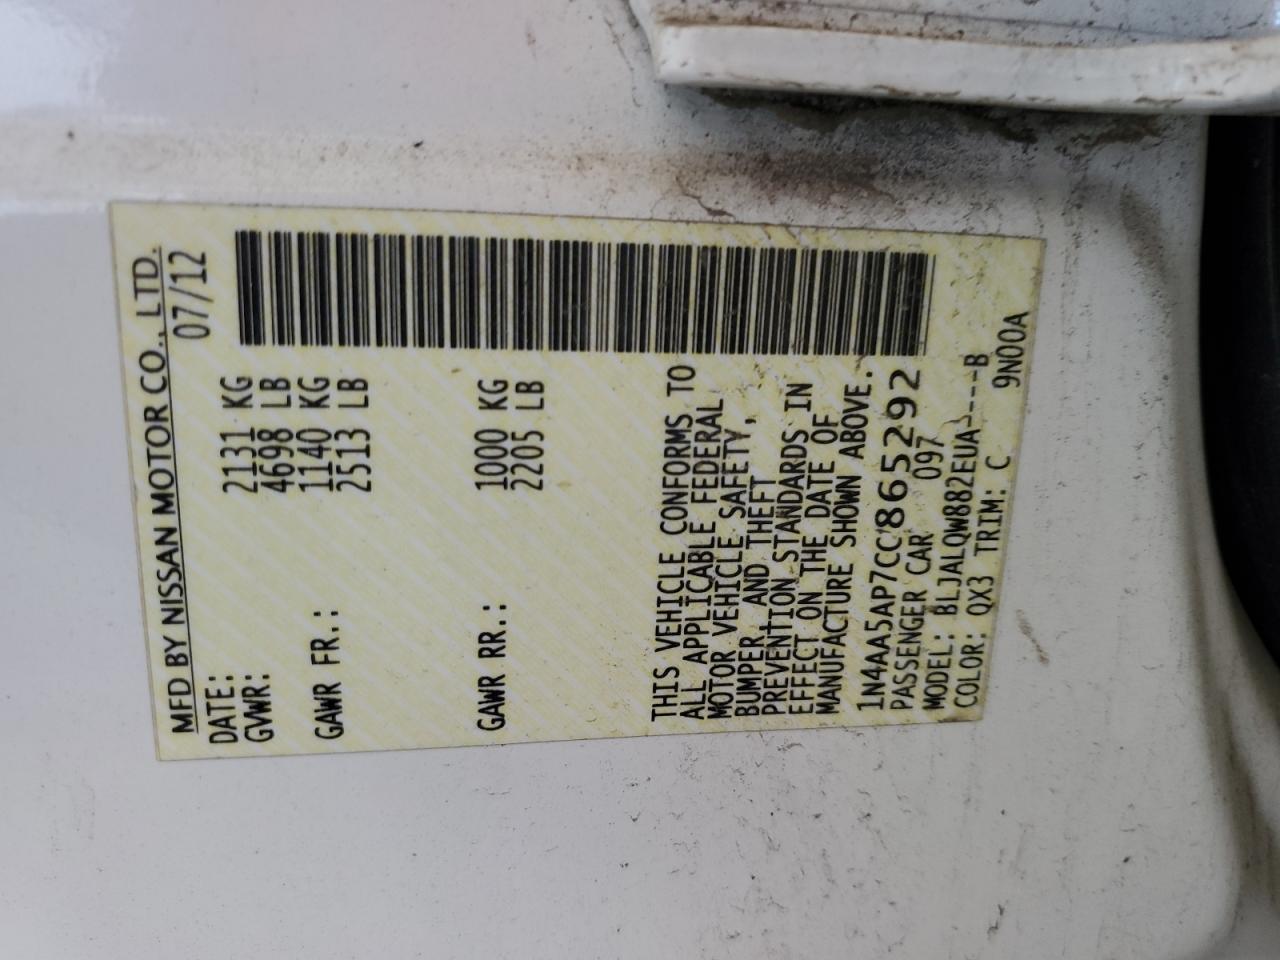 MFD BY NISSAN MOTOR CO., LTD.
DATE: 07/12
GVWR: 2131 KG
4698 LB
GAWR FR.: 1140 KG
2513 LB
GAWR RR.: 1000 KG
2205 LB
THIS VEHICLE CONFORMS TO
ALL APPLICABLE FEDERAL
MOTOR VEHICLE SAFETY,
BUMPER AND THEFT
PREVENTION STANDARDS IN
EFFECT ON THE DATE OF
MANUFACTURE SHOWN ABOVE.
1N4AA5AP7CC865292
PASSENGER CAR 097
MODEL: BLJALQW882EUA----B
COLOR: QX3 TRIM: C 9N00A